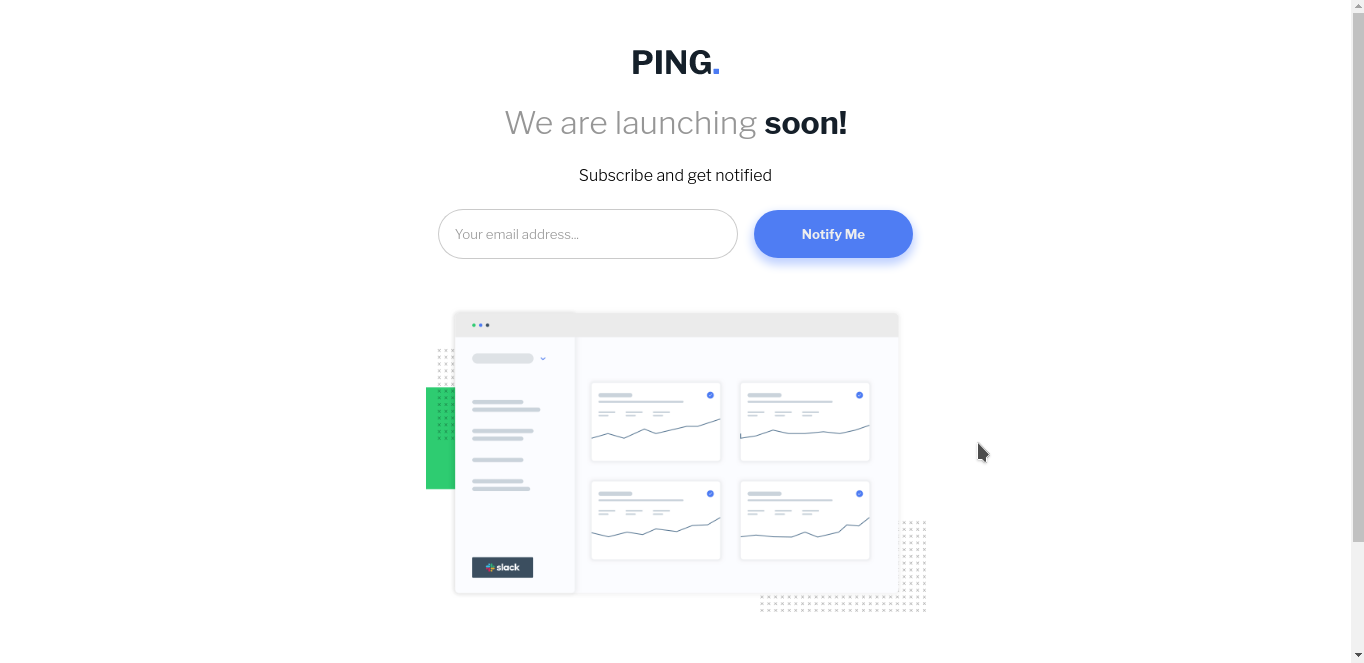 PING.
We are launching soon!
Subscribe and get notified
Your email address...
Notify Me
slack